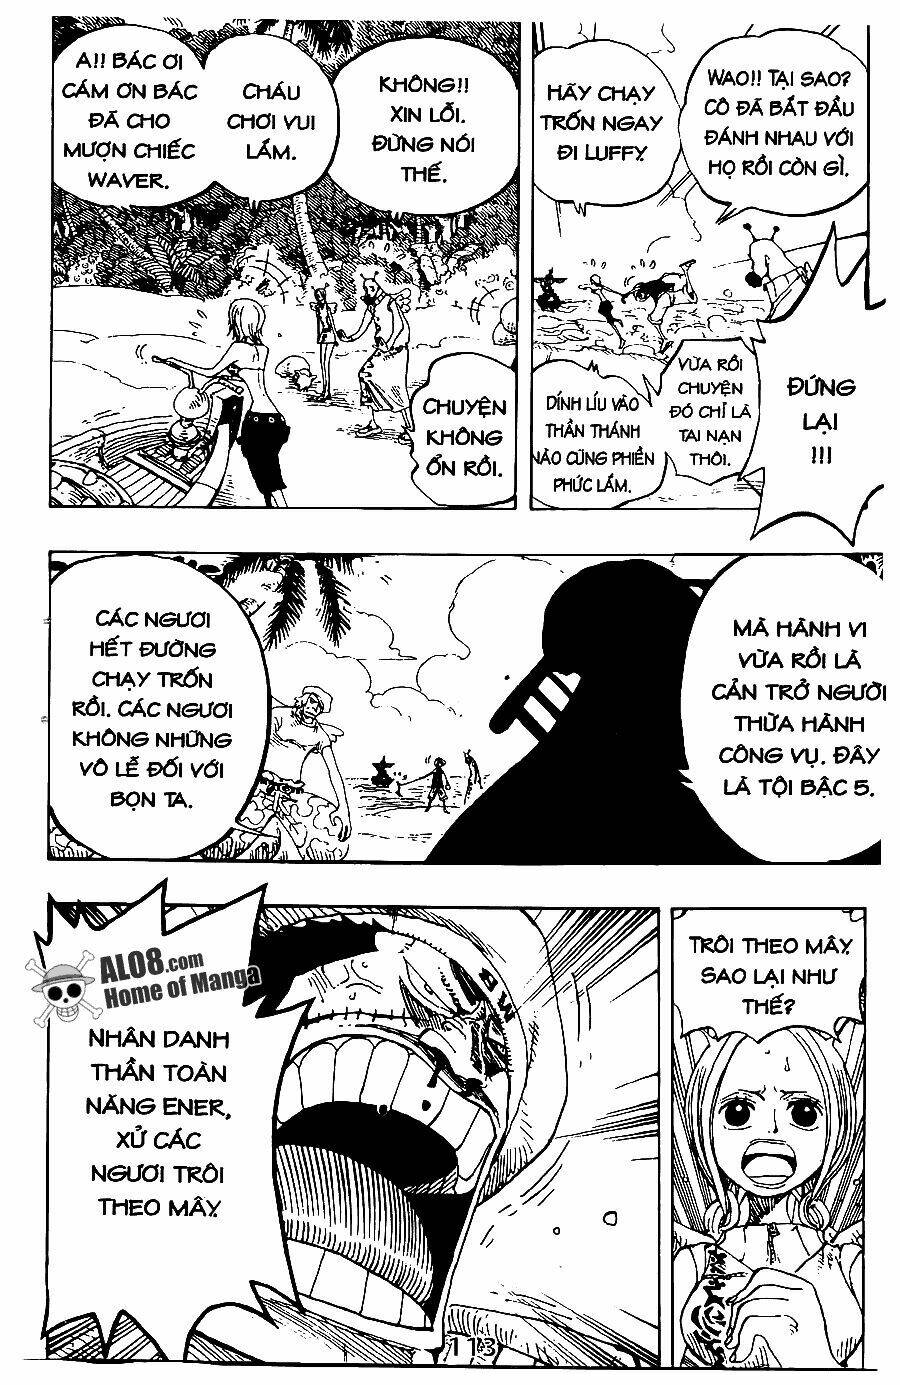 WAO!! TẠI SAO?
CÔ ĐÃ BẮT ĐẦU
ĐÁNH NHAU VỚI
HỌ RỒI CÒN GÌ.
HÃY CHẠY
TRỐN NGAY
ĐI LUFFY.
ĐỨNG
LẠI
!!!
VỪA RỒI
CHUYỆN
ĐÓ CHỈ LÀ
TAI NẠN
THÔI.
DÍNH LÍU VÀO
THẦN THÁNH
NÀO CŨNG PHIỀN
PHỨC LẮM.
KHÔNG!!
XIN LỖI.
ĐỪNG NÓI
THẾ.
CHÁU
CHƠI VUI
LẮM.
A!! BÁC ƠI
CÁM ƠN BÁC
ĐÃ CHO
MƯỢN CHIẾC
WAVER.
CHUYỆN
KHÔNG
ỔN RỒI.
MÀ HÀNH VI
VỪA RỒI LÀ
CẢN TRỞ NGƯỜI
THỪA HÀNH
CÔNG VỤ. ĐÂY
LÀ TỘI BẬC 5.
CÁC NGƯƠI
HẾT ĐƯỜNG
CHẠY TRỐN
RỒI. CÁC NGƯƠI
KHÔNG NHỮNG
VÔ LỄ ĐỐI VỚI
BỌN TA.
TRÔI THEO MÂY.
SAO LẠI NHƯ
THẾ?
AL08.com
Home of Manga
NHÂN DANH
THẦN TOÀN
NĂNG ENER,
XỬ CÁC
NGƯƠI TRÔI
THEO MÂY.
113